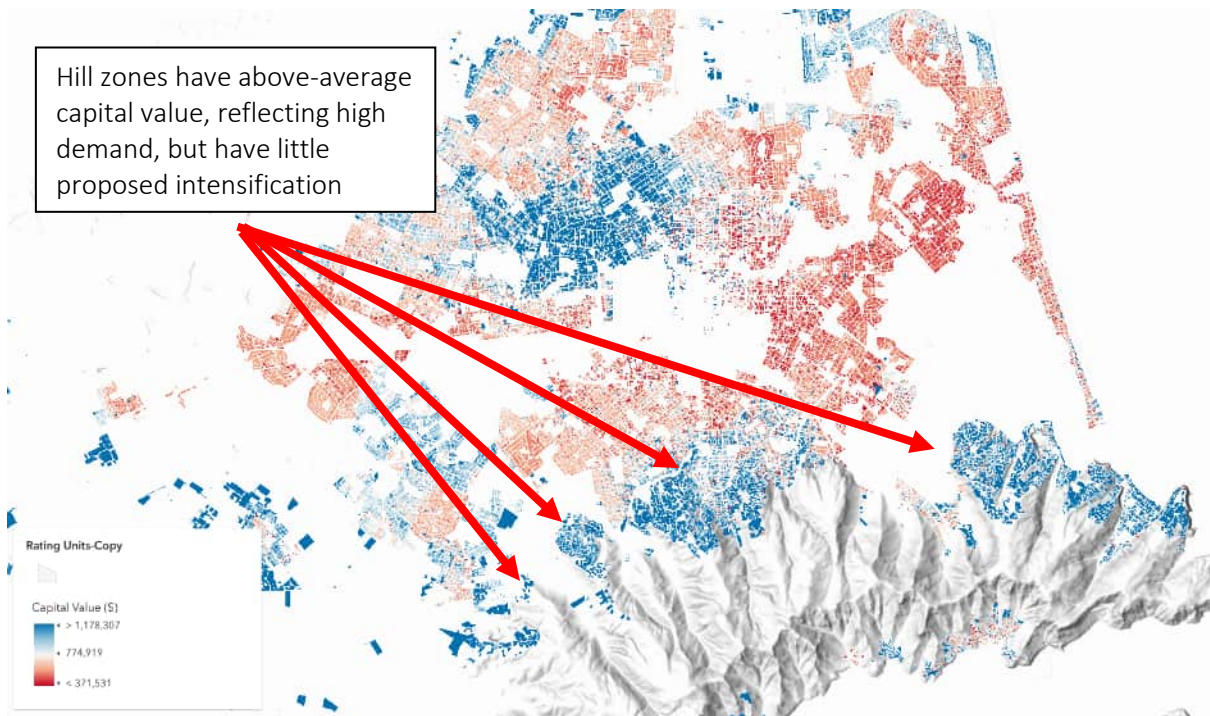 Hill zones have above-average
capital value, reflecting high
demand, but have little
proposed intensification
Rating Units-Copy
Capital Value ($)
> 1,178,307
774,919
< 371,531